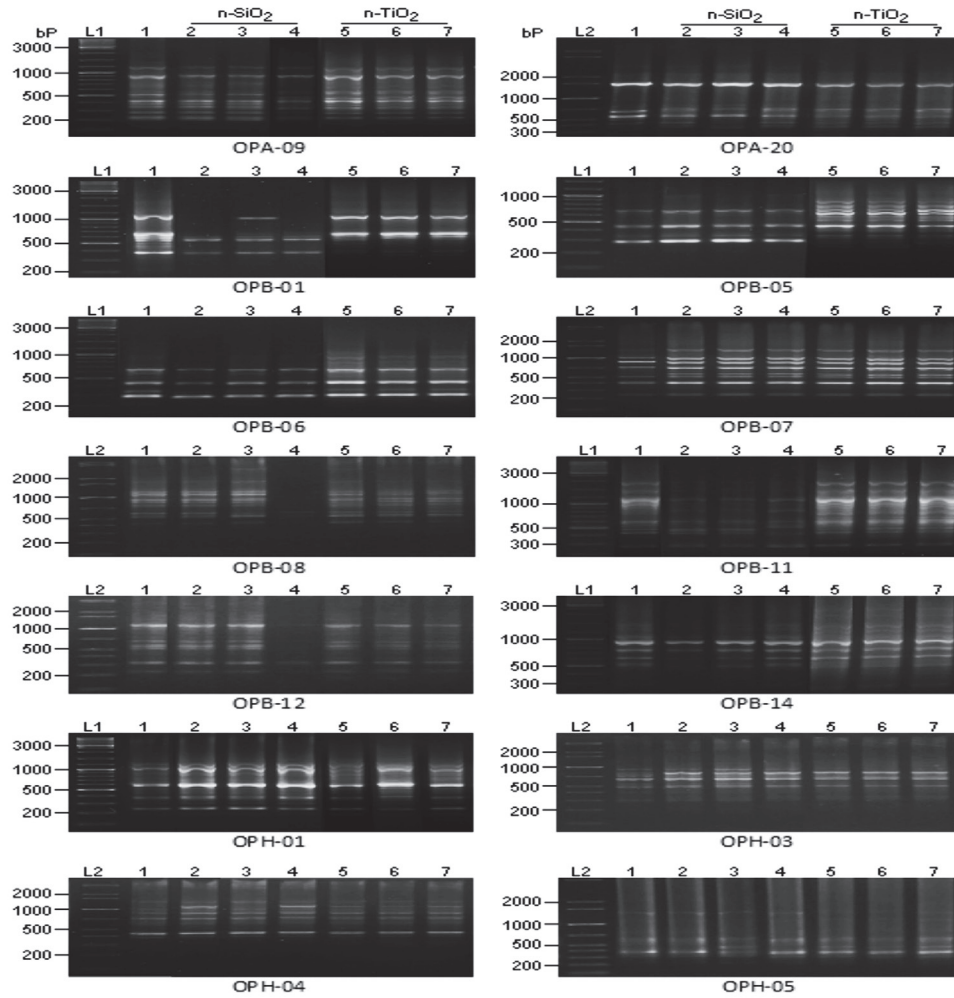 n-SiO₂ n-TiO₂
bP L1 1 2 3 4 5 6 7
3000
1000
500
200
OPA-09
n-SiO₂ n-TiO₂
bP L2 1 2 3 4 5 6 7
2000
1000
500
300
OPA-20
L1 1 2 3 4 5 6 7
3000
1000
500
200
OPB-01
L1 1 2 3 4 5 6 7
1000
500
200
OPB-05
L1 1 2 3 4 5 6 7
3000
1000
500
200
OPB-06
L2 1 2 3 4 5 6 7
2000
1000
500
200
OPB-07
L2 1 2 3 4 5 6 7
2000
1000
500
200
OPB-08
L1 1 2 3 4 5 6 7
3000
1000
500
300
OPB-11
L2 1 2 3 4 5 6 7
2000
1000
500
200
OPB-12
L1 1 2 3 4 5 6 7
3000
1000
500
300
OPB-14
L1 1 2 3 4 5 6 7
3000
1000
500
200
OPH-01
L2 1 2 3 4 5 6 7
2000
1000
500
200
OPH-03
L2 1 2 3 4 5 6 7
2000
1000
500
200
OPH-04
L2 1 2 3 4 5 6 7
2000
1000
500
200
OPH-05